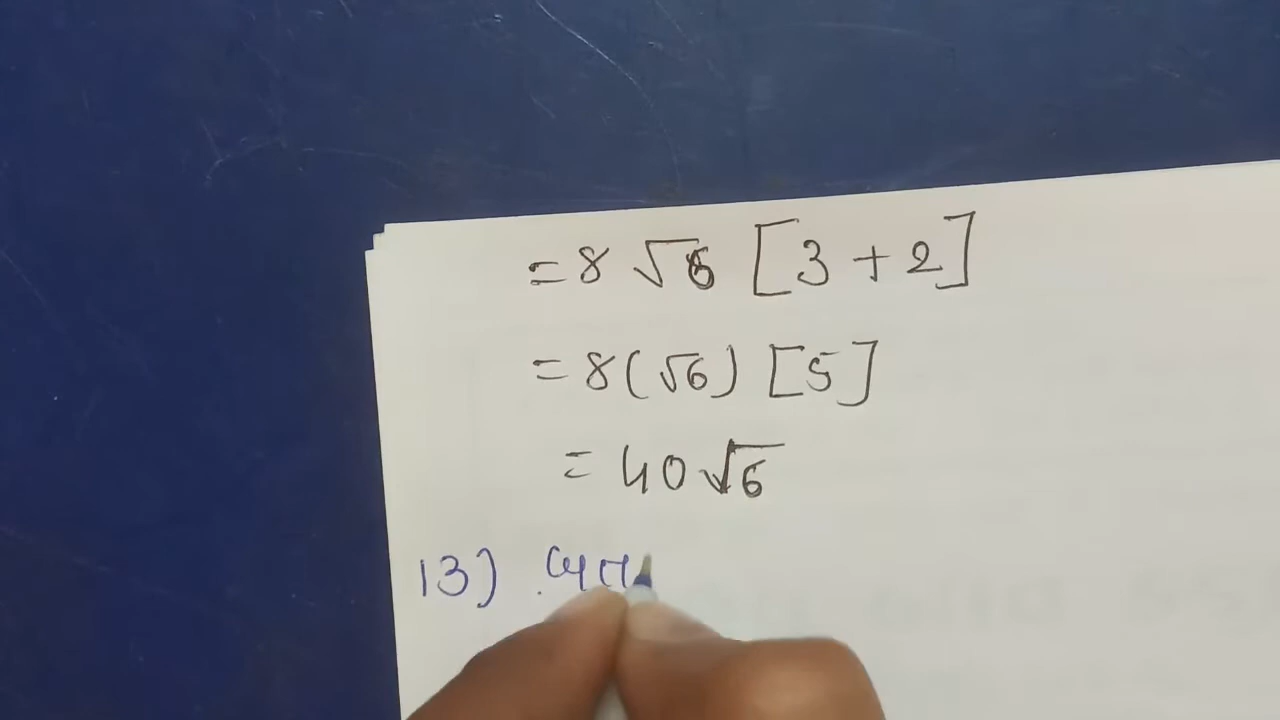 = 8 √6 [3 + 2]
= 8 (√6) [5]
= 40√6
13)